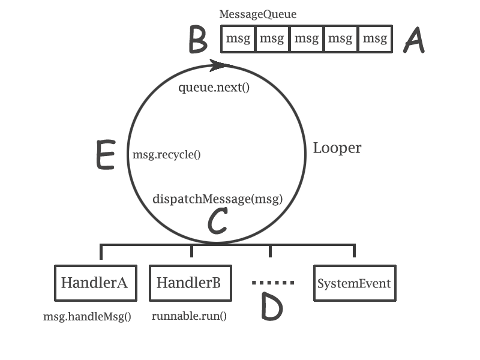 MessageQueue
B msg msg msg msg msg A
queue.next()
E msg.recycle() Looper
dispatchMessage(msg)
C
HandlerA HandlerB ...... SystemEvent
D
msg.handleMsg() runnable.run()